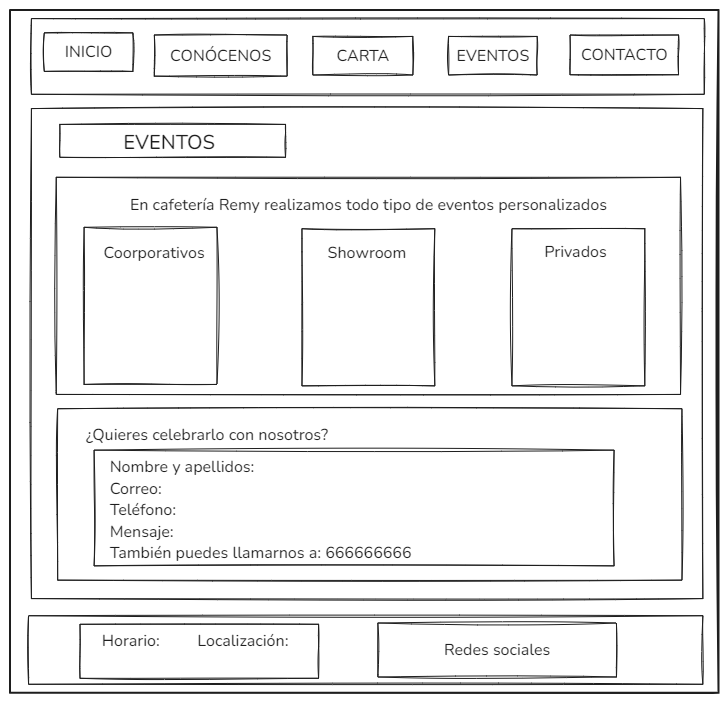 INICIO
CONÓCENOS
CARTA
EVENTOS
CONTACTO
EVENTOS
En cafetería Remy realizamos todo tipo de eventos personalizados
Coorporativos
Showroom
Privados
¿Quieres celebrarlo con nosotros?
Nombre y apellidos:
Correo:
Teléfono:
Mensaje:
También puedes llamarnos a: 666666666
Horario:
Localización:
Redes sociales